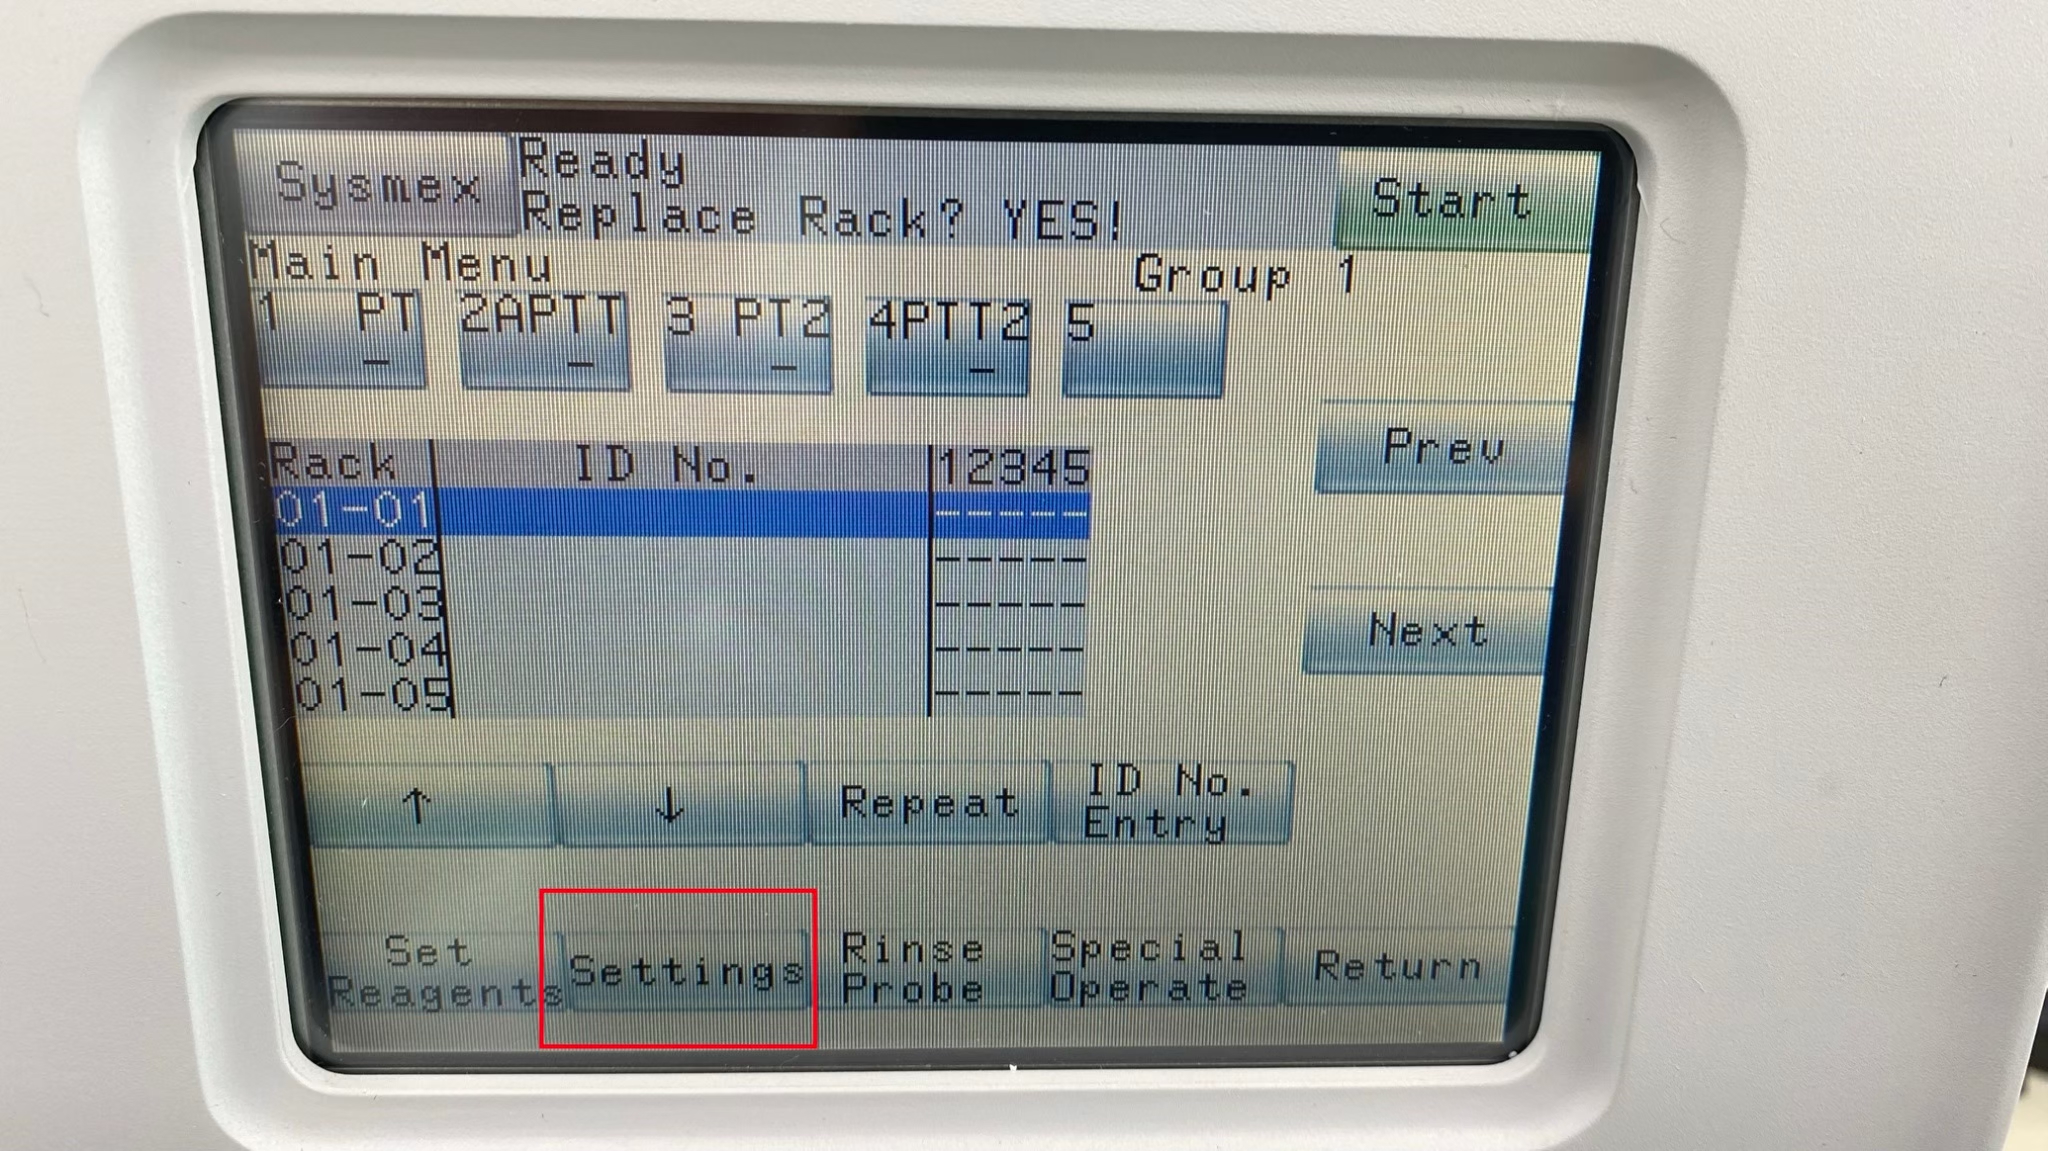 Sysmex
Ready
Replace Rack? YES!
Start
Main Menu
Group 1
1 PT
-
2APTT
-
3 PT2
-
4PTT2
-
5
Prev
Rack ID No. 12345
01-01 -----
01-02 -----
01-03 -----
01-04 -----
01-05 -----
Next
↑
↓
Repeat
ID No.
Entry
Set
Reagents
Settings
Rinse
Probe
Special
Operate
Return